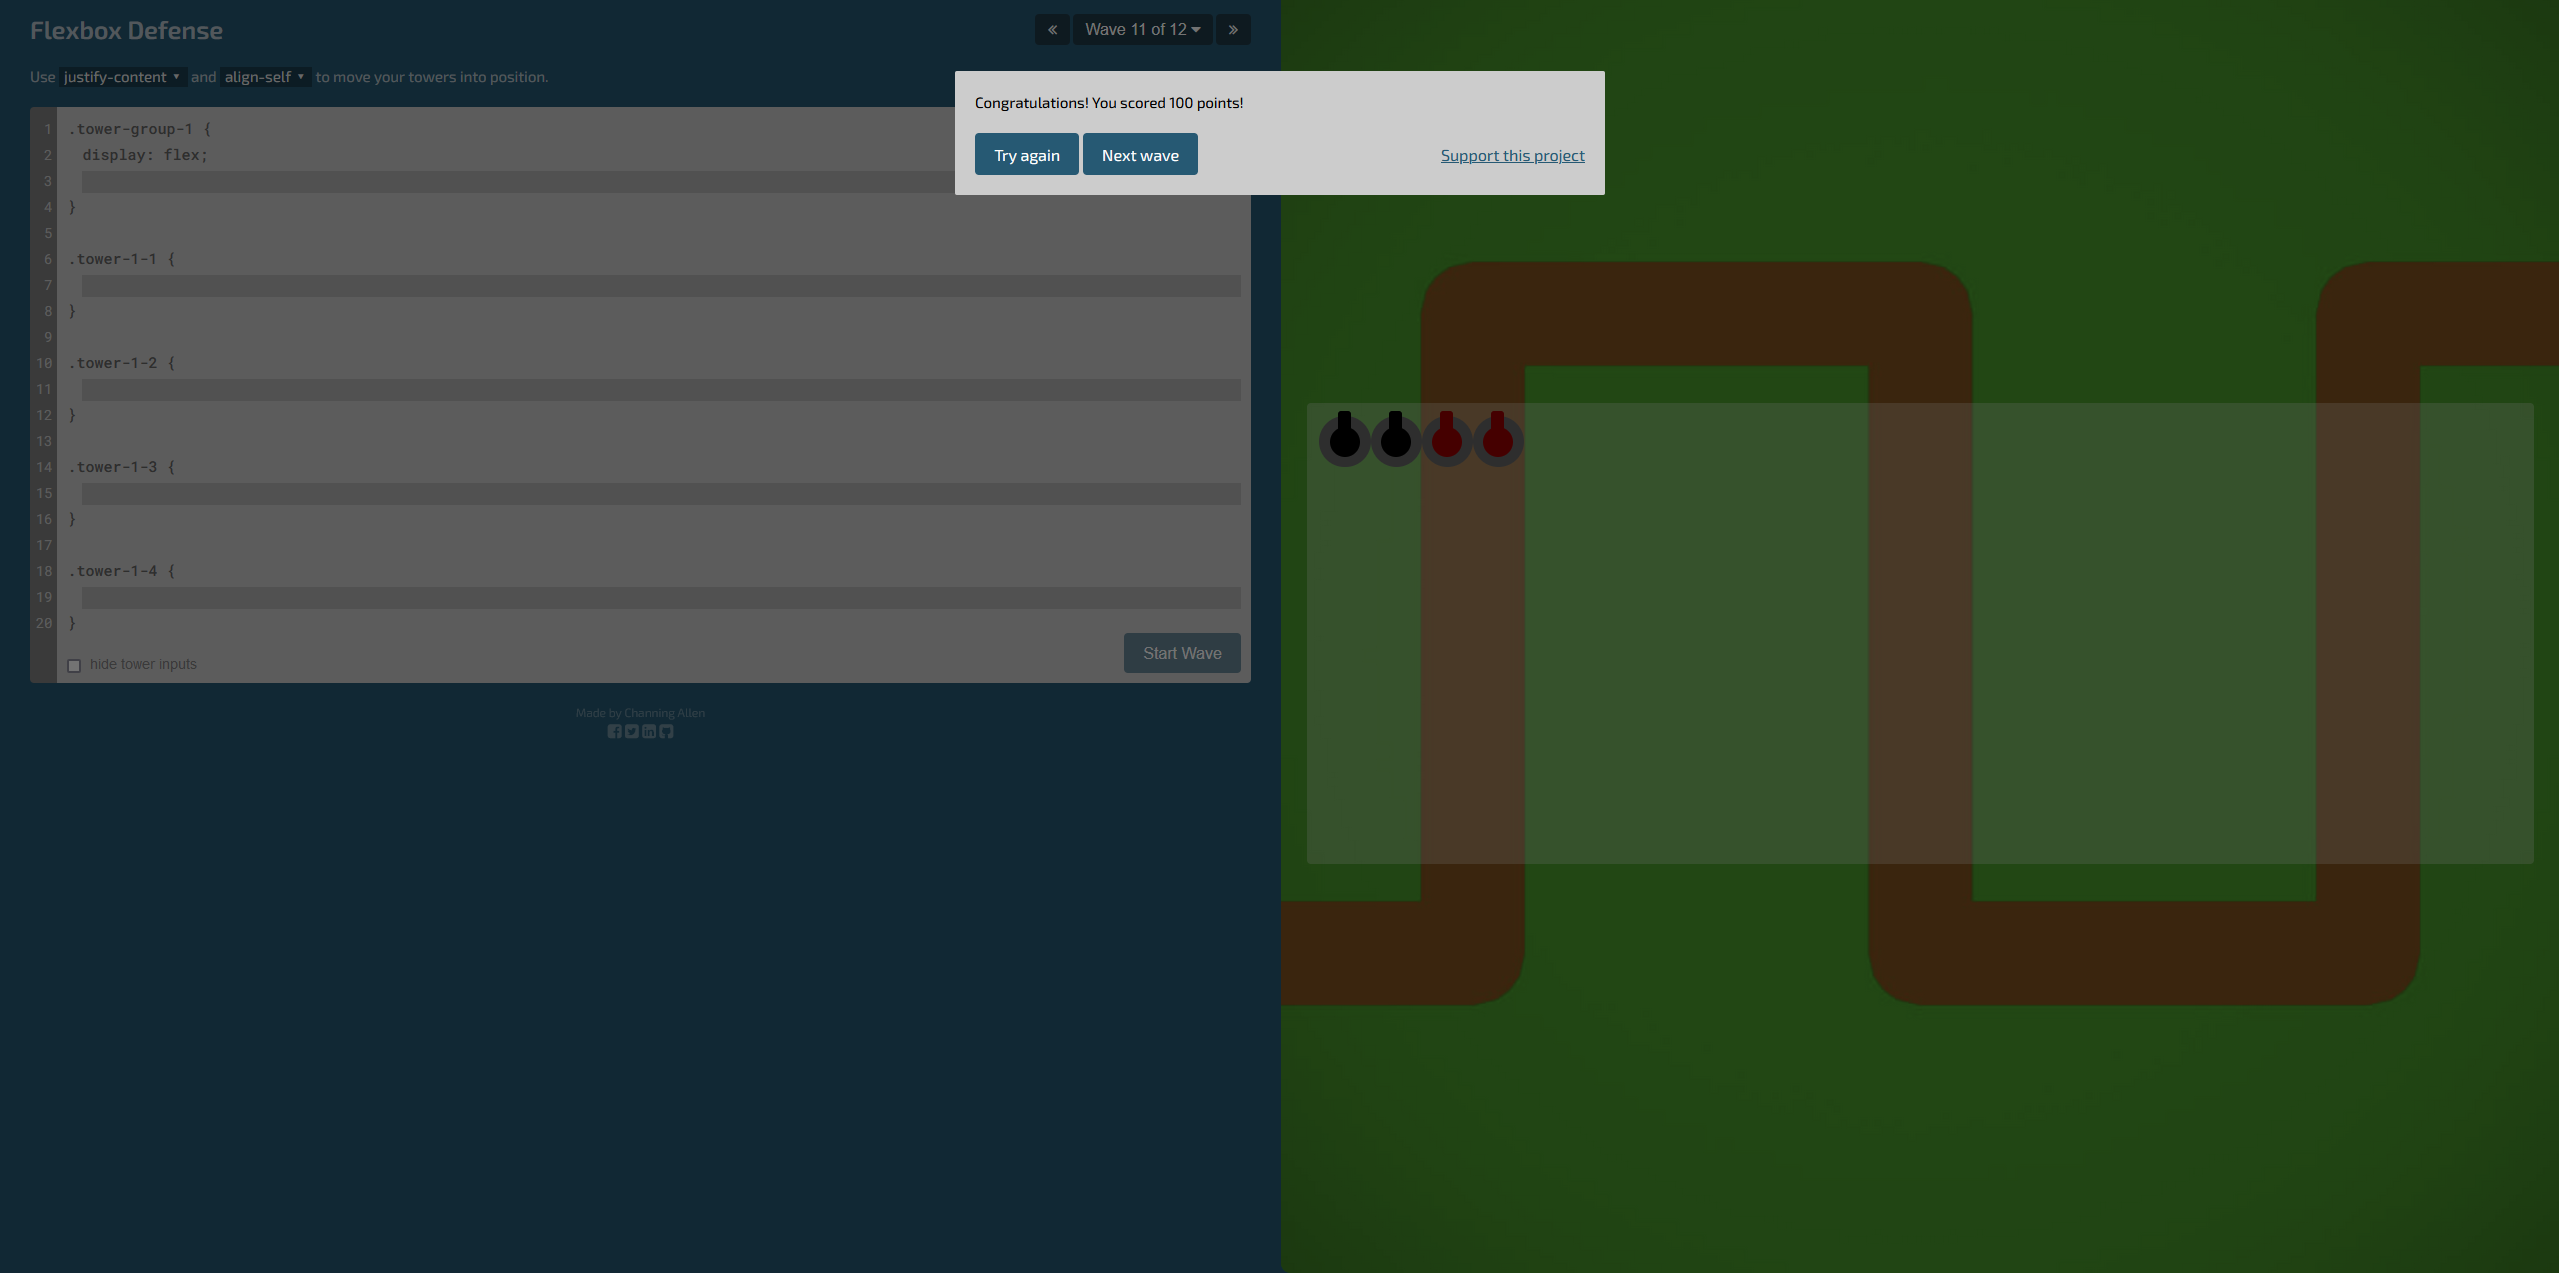 Flexbox Defense
« Wave 11 of 12 »
Use justify-content and align-self to move your towers into position.
Congratulations! You scored 100 points!
Try again Next wave Support this project
1 .tower-group-1 {
2 display: flex;
3
4 }
5
6 .tower-1-1 {
7
8 }
9
10 .tower-1-2 {
11
12 }
13
14 .tower-1-3 {
15
16 }
17
18 .tower-1-4 {
19
20 }
hide tower inputs Start Wave
Made by Channing Allen